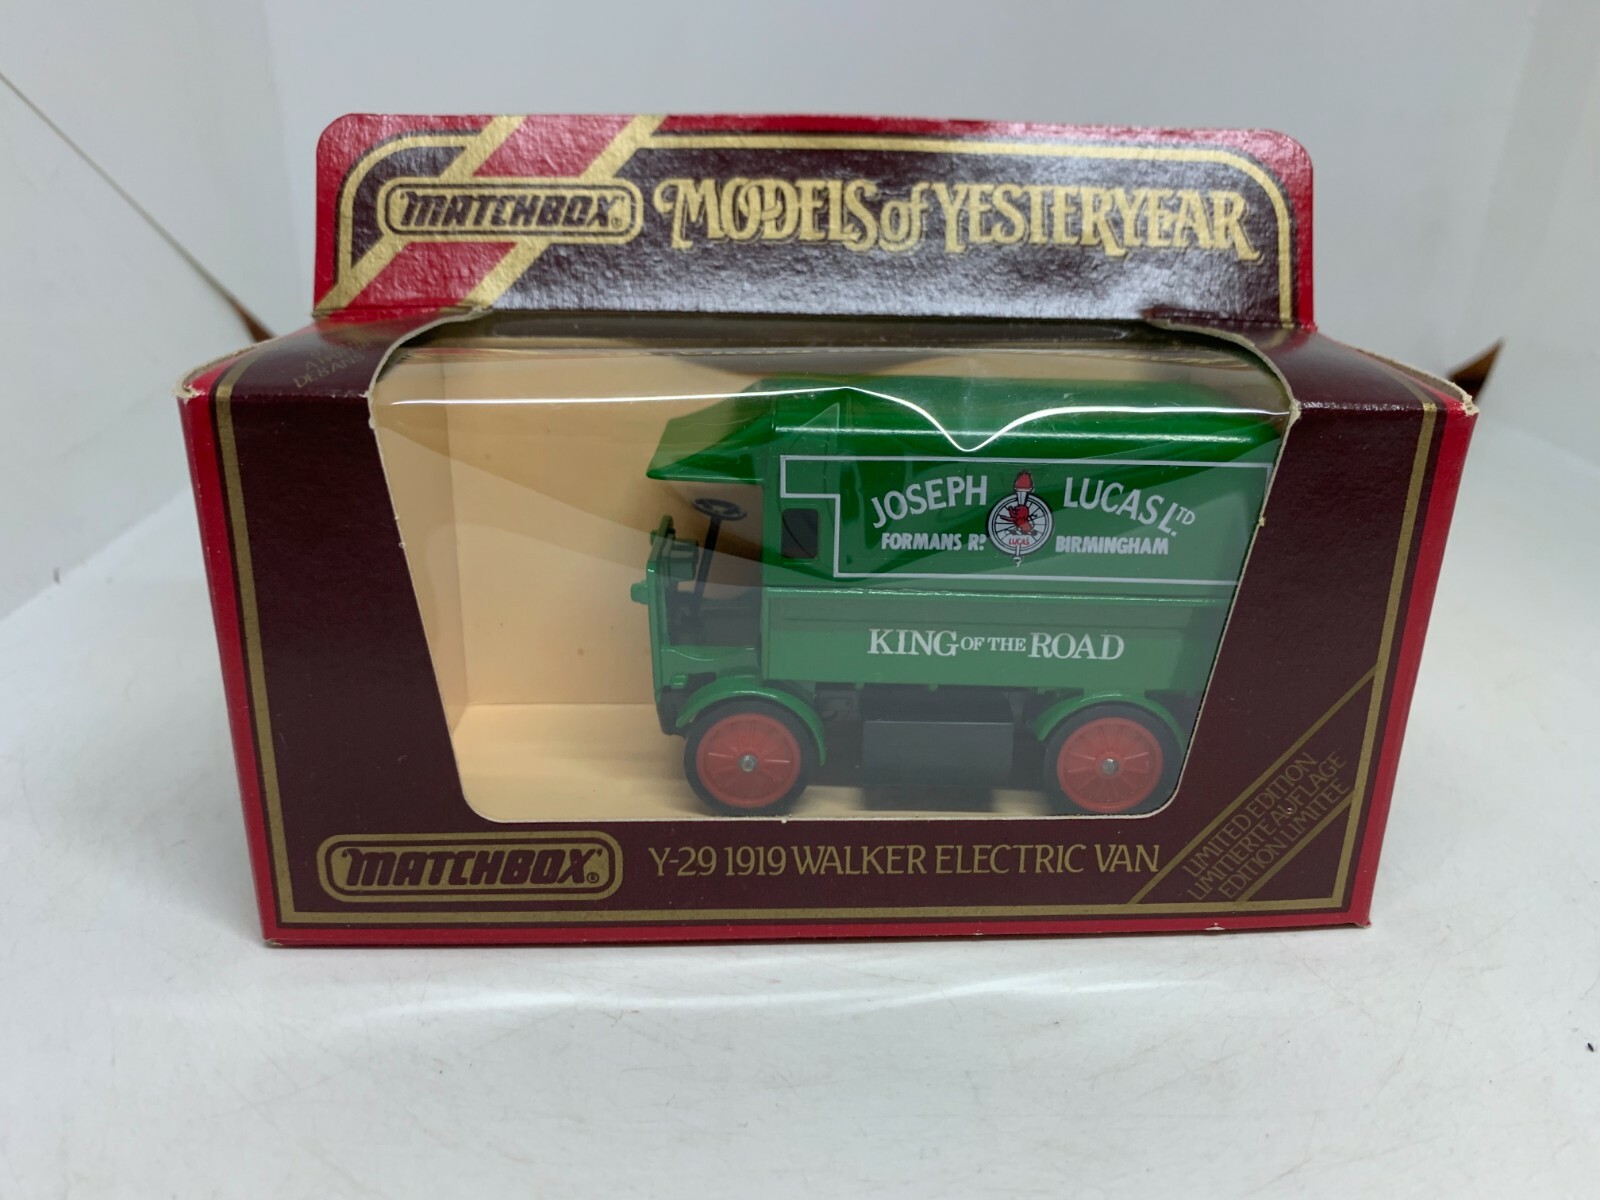 MATCHBOX®
MODELS of YESTERYEAR
JOSEPH LUCAS LTD.
LUCAS
FORMANS RD. BIRMINGHAM
KING OF THE ROAD
MATCHBOX®
Y-29 1919 WALKER ELECTRIC VAN
LIMITED EDITION
LIMITIERTE AUFLAGE
EDITION LIMITEE